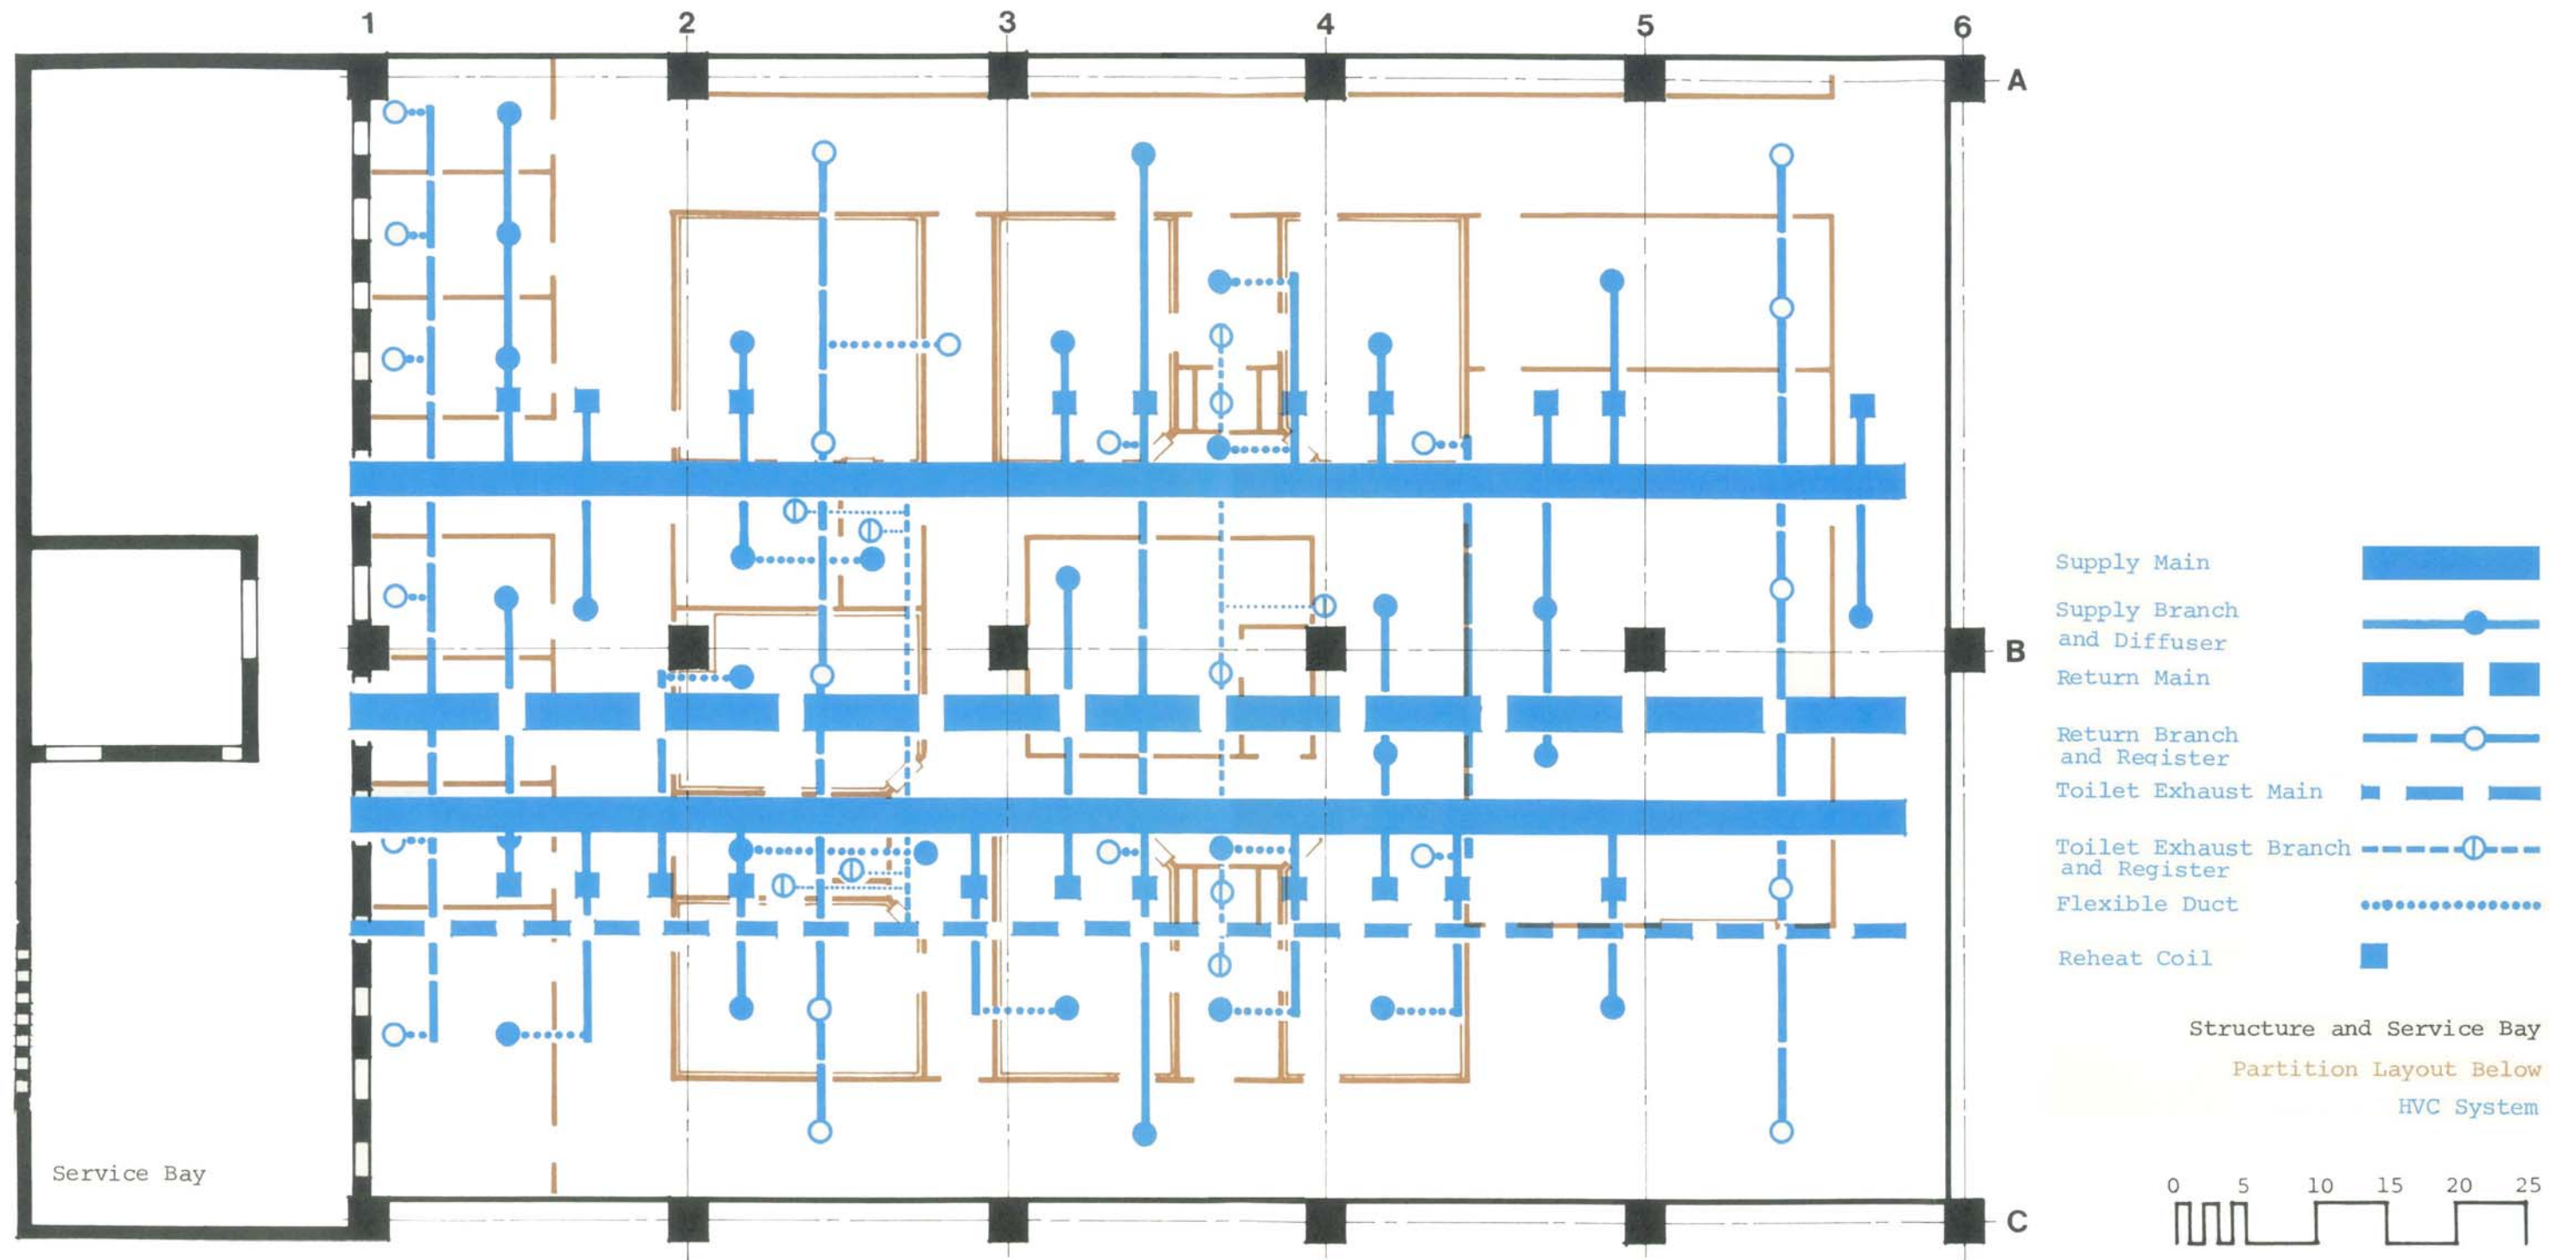 1 2 3 4 5 6
A
B
C
Supply Main
Supply Branch
and Diffuser
Return Main
Return Branch
and Register
Toilet Exhaust Main
Toilet Exhaust Branch
and Register
Flexible Duct
Reheat Coil
Structure and Service Bay
Partition Layout Below
HVC System
Service Bay
0 5 10 15 20 25